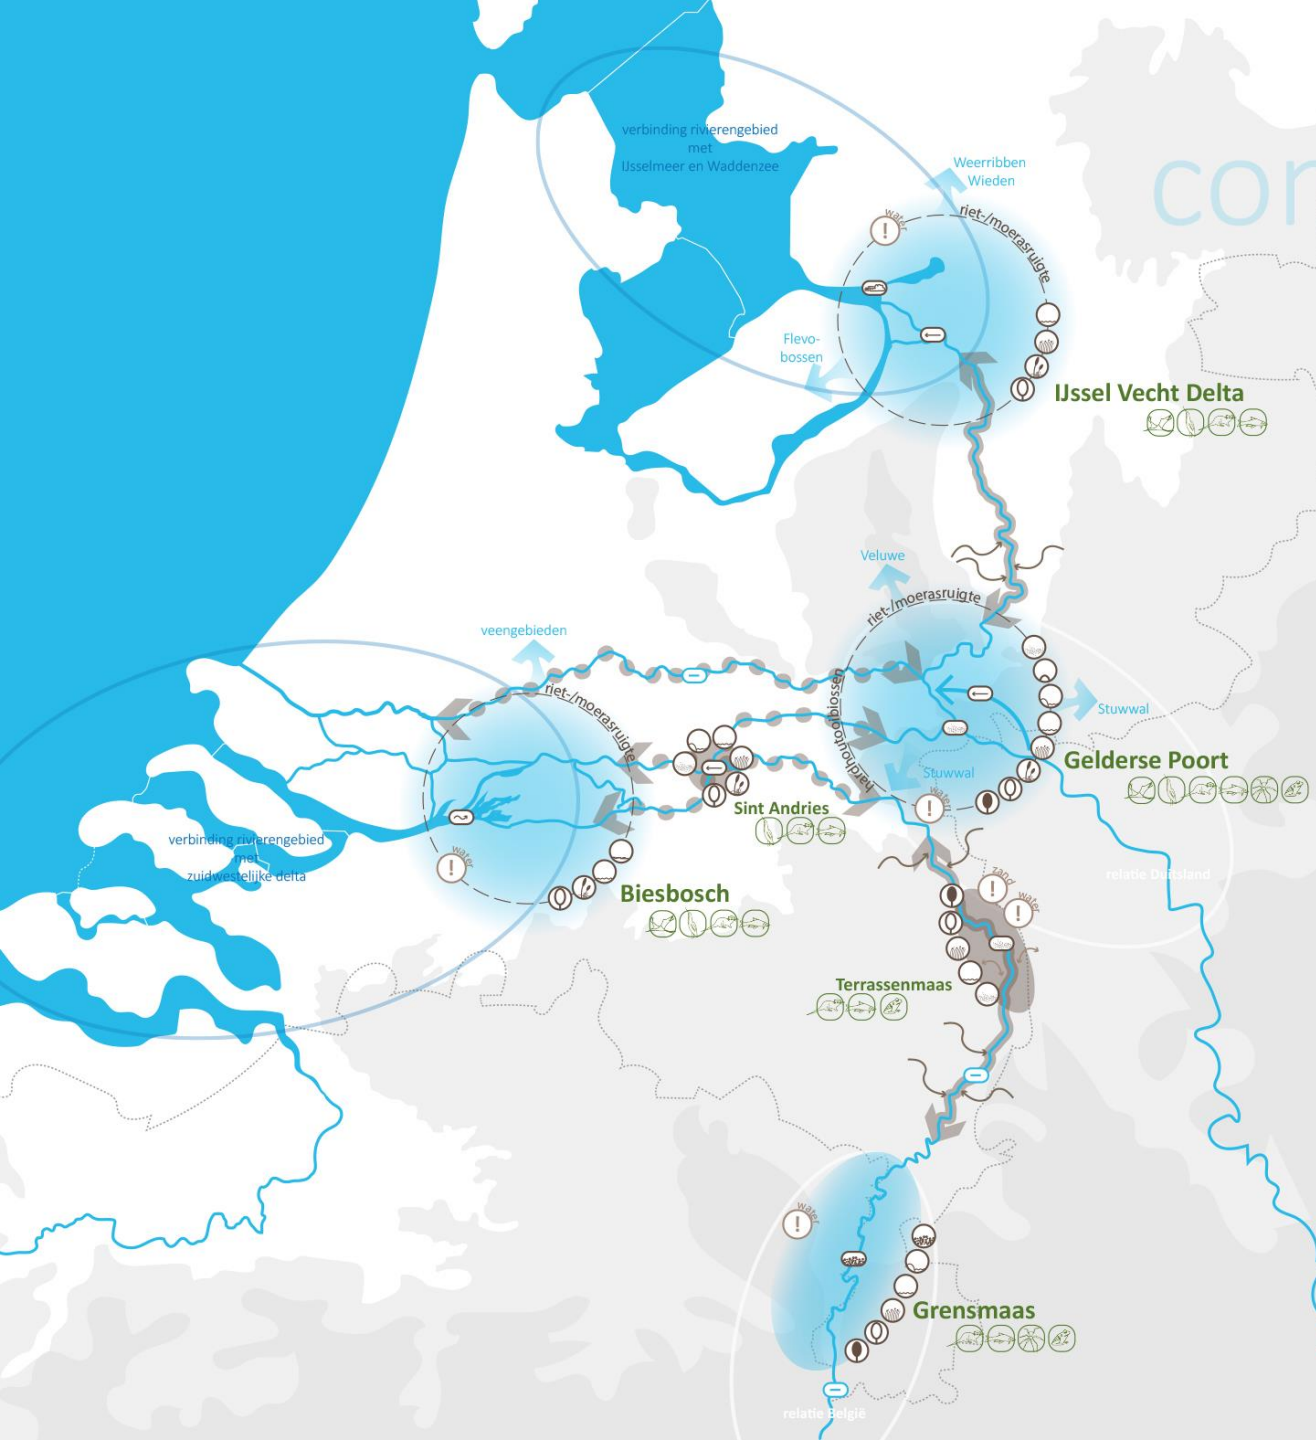 verbinding rivierengebied
met
IJsselmeer en Waddenzee
Weerribben
Wieden
water
!
riet-/moerasruigte
Flevo-
bossen
IJssel Vecht Delta
Veluwe
riet-/moerasruigte
veengebieden
riet-/moerasruigte
hardhoutooibossen
Stuwwal
Gelderse Poort
Stuwwal
water
!
Sint Andries
verbinding rivierengebied
met
zuidwestelijke delta
water
!
Biesbosch
relatie Duitsland
zand
!
water
!
Terrassenmaas
water
!
Grensmaas
relatie België